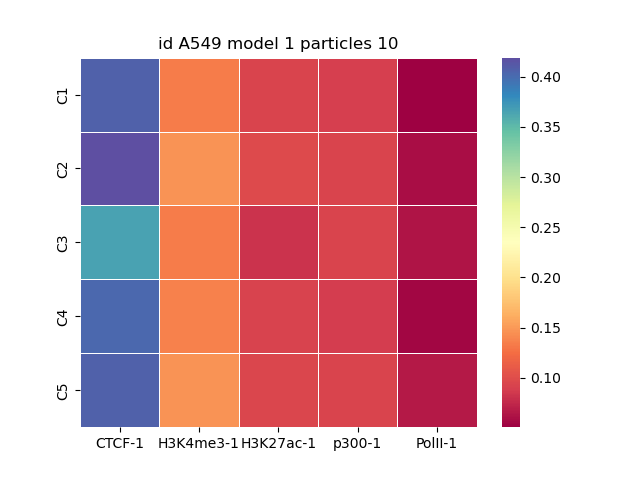 id A549 model 1 particles 10
C1
C2
C3
C4
C5
CTCF-1 H3K4me3-1 H3K27ac-1 p300-1 PolII-1
0.40
0.35
0.30
0.25
0.20
0.15
0.10